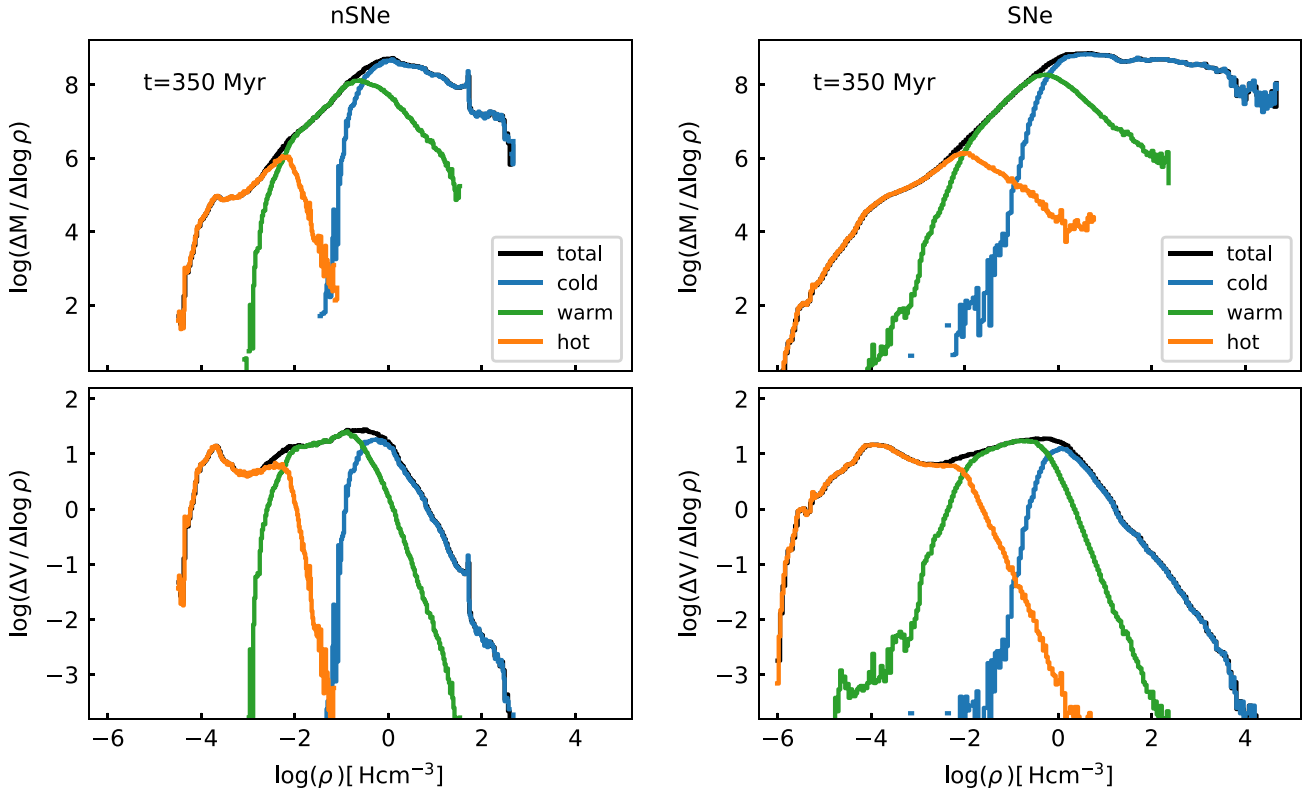 nSNe
SNe
log(ΔM / Δlog ρ)
8
6
4
2
t=350 Myr
total
cold
warm
hot
log(ΔM / Δlog ρ)
8
6
4
2
t=350 Myr
total
cold
warm
hot
log(ΔV / Δlog ρ)
2
1
0
−1
−2
−3
−6 −4 −2 0 2 4
log(ρ)[ Hcm⁻³]
log(ΔV / Δlog ρ)
2
1
0
−1
−2
−3
−6 −4 −2 0 2 4
log(ρ)[ Hcm⁻³]